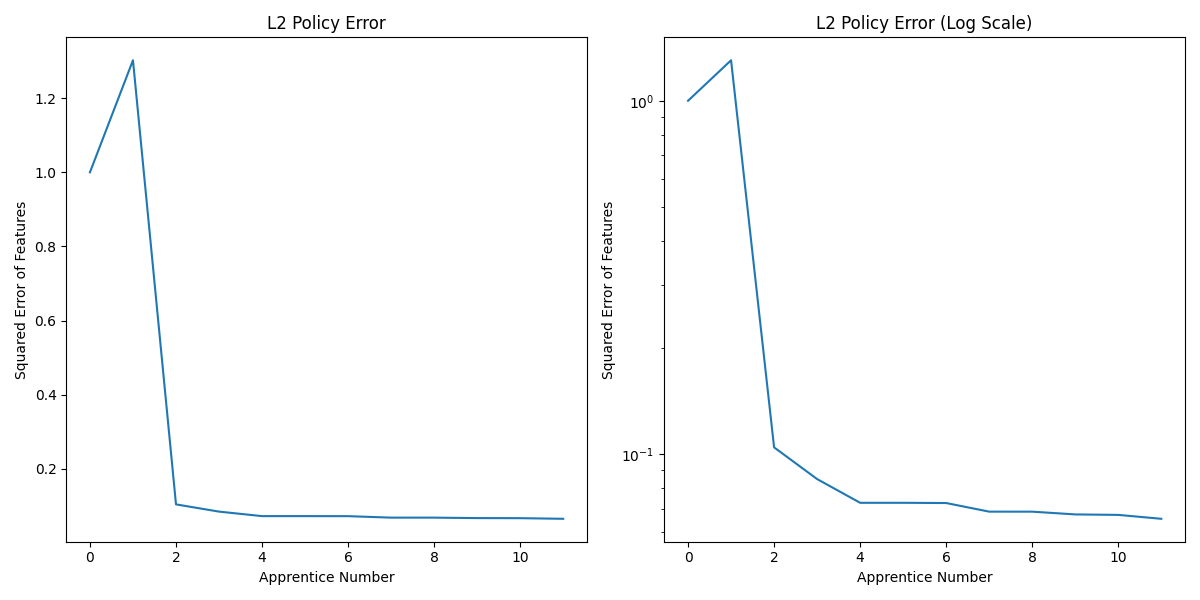 L2 Policy Error
1.2
1.0
0.8
0.6
0.4
0.2
Squared Error of Features
0 2 4 6 8 10
Apprentice Number
L2 Policy Error (Log Scale)
10⁰
10⁻¹
Squared Error of Features
0 2 4 6 8 10
Apprentice Number